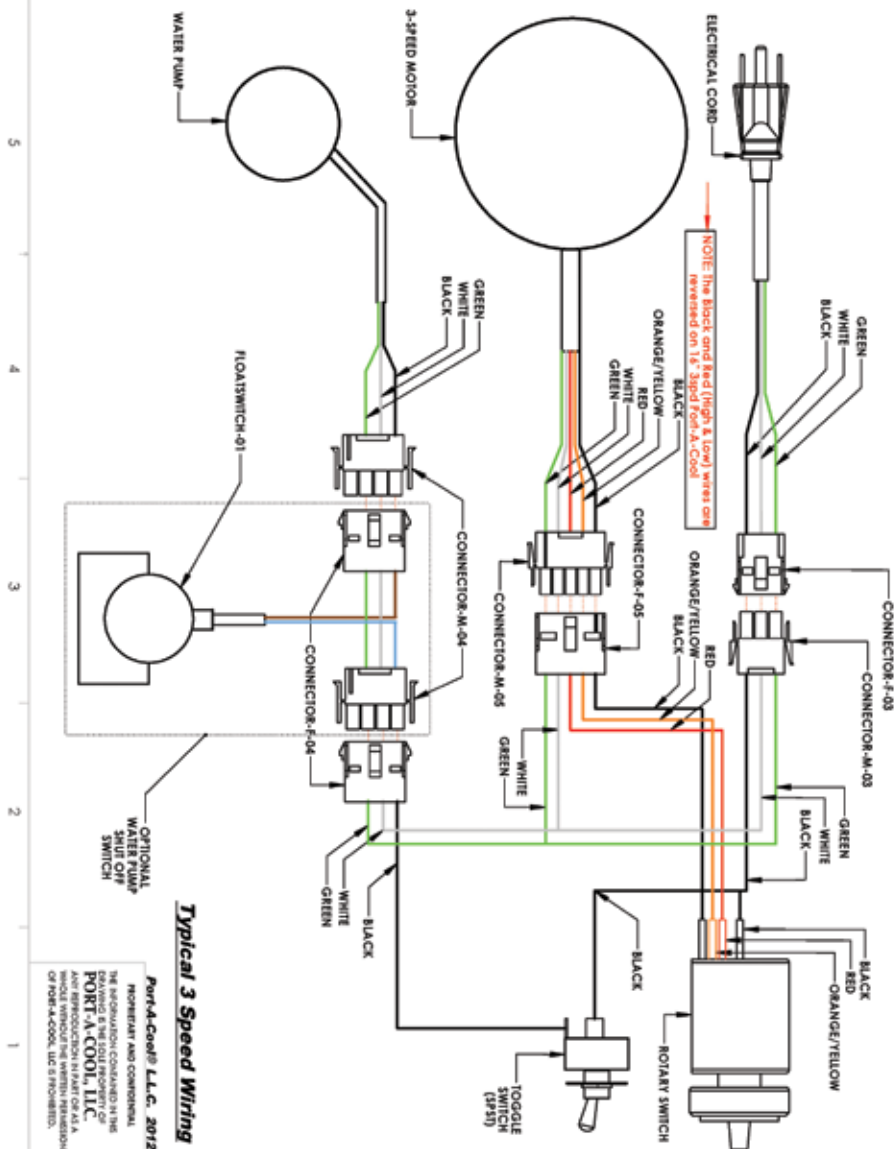 ELECTRICAL CORD
GREEN
WHITE
BLACK
CONNECTOR-F-03
CONNECTOR-M-03
GREEN
WHITE
BLACK
BLACK
RED
ORANGE/YELLOW
ROTARY SWITCH
NOTE: The Black and Red (High & Low) wires are
reversed on 16" 3spd Port-A-Cool
3-SPEED MOTOR
BLACK
ORANGE/YELLOW
RED
WHITE
GREEN
CONNECTOR-F-05
CONNECTOR-M-05
RED
ORANGE/YELLOW
BLACK
WHITE
GREEN
BLACK
TOGGLE
SWITCH
(SPST)
WATER PUMP
GREEN
WHITE
BLACK
CONNECTOR-M-04
CONNECTOR-F-04
FLOATSWITCH-01
WHITE
GREEN
BLACK
OPTIONAL
WATER PUMP
SHUT OFF
SWITCH
Typical 3 Speed Wiring
Port-A-Cool® L.L.C. 2012
PROPRIETARY AND CONFIDENTIAL
THE INFORMATION CONTAINED IN THIS
DRAWING IS THE SOLE PROPERTY OF
PORT-A-COOL, LLC.
ANY REPRODUCTION IN PART OR AS A
WHOLE WITHOUT THE WRITTEN PERMISSION
OF PORT-A-COOL, LLC IS PROHIBITED.
5
4
3
2
1